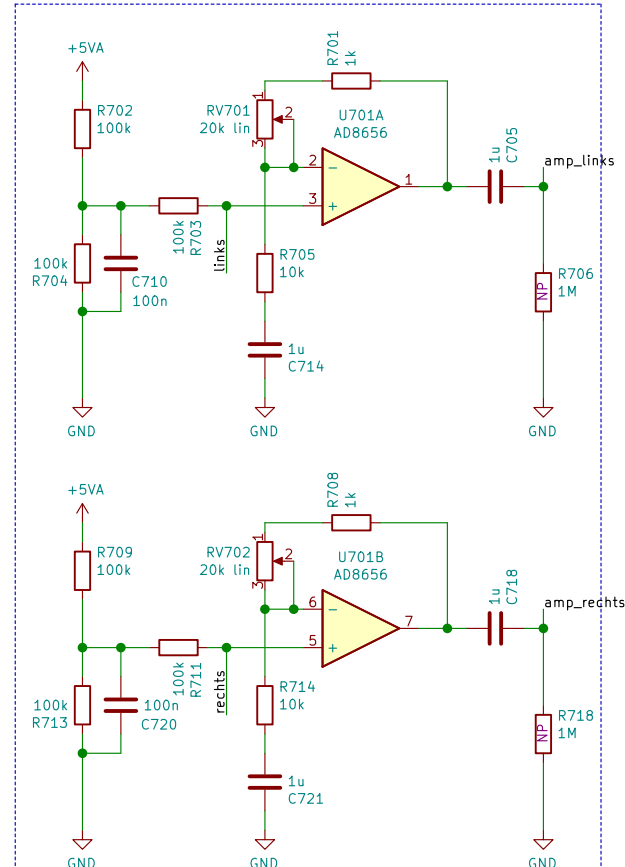 +5VA
R702
100k
R704
100k
C710
100n
100k
R703
links
RV701
20k lin
1
2
3
R701
1k
U701A
AD8656
2
3
1
−
+
R705
10k
1u
C714
1u
C705
amp_links
R706
1M
NP
GND
GND
GND
+5VA
R709
100k
100k
R713
100n
C720
100k
R711
rechts
RV702
20k lin
1
2
3
R708
1k
U701B
AD8656
6
5
7
−
+
R714
10k
1u
C721
1u
C718
amp_rechts
R718
1M
NP
GND
GND
GND